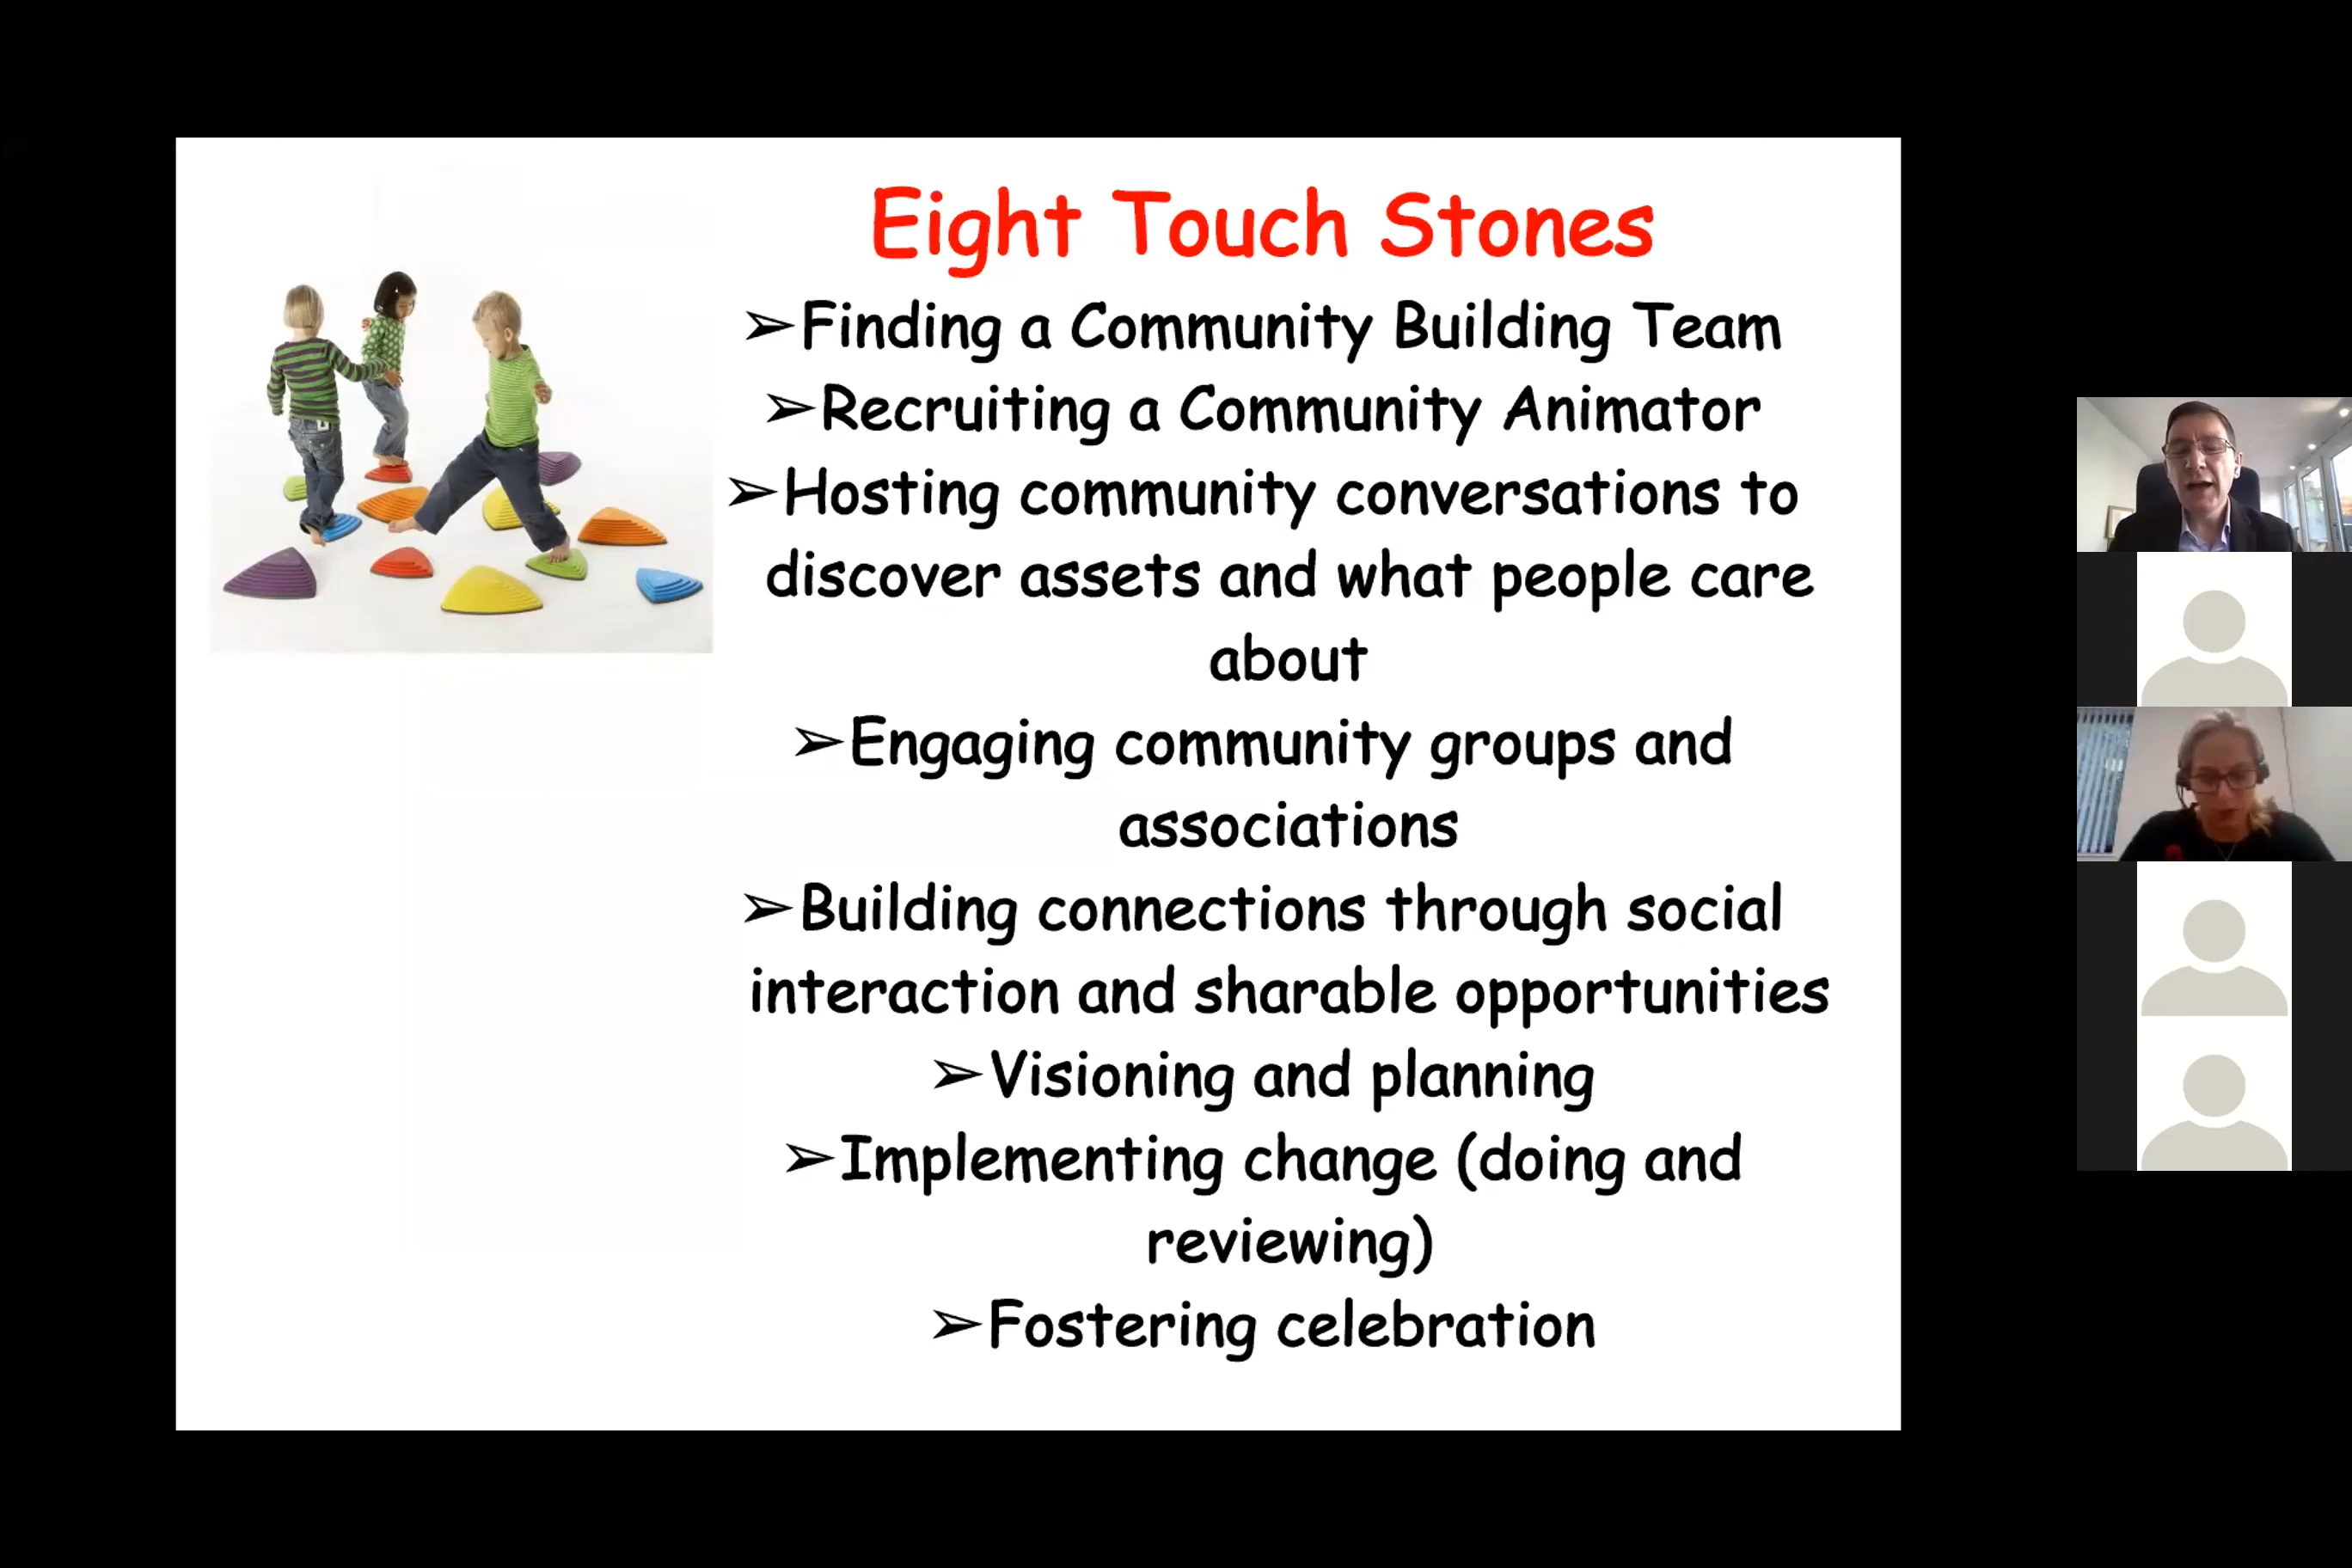 Eight Touch Stones
➢Finding a Community Building Team
➢Recruiting a Community Animator
➢Hosting community conversations to
discover assets and what people care
about
➢Engaging community groups and
associations
➢Building connections through social
interaction and sharable opportunities
➢Visioning and planning
➢Implementing change (doing and
reviewing)
➢Fostering celebration